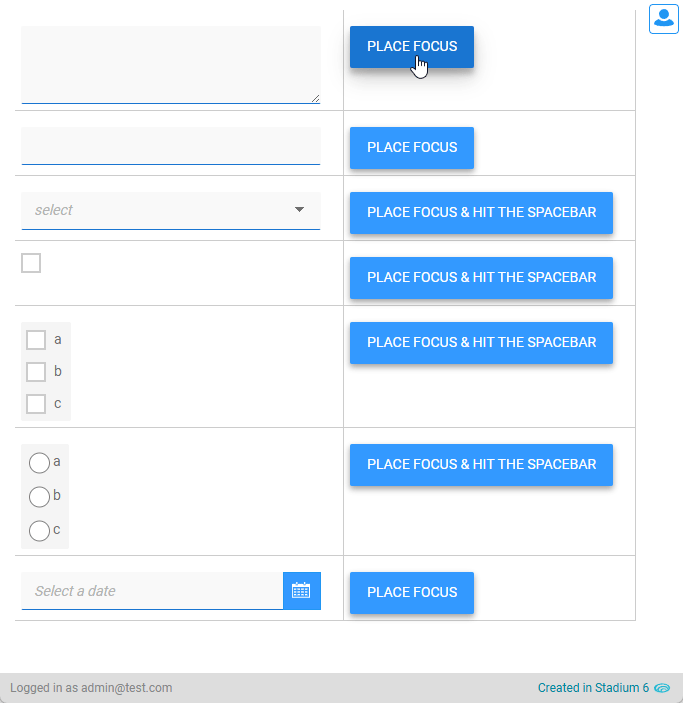 PLACE FOCUS
PLACE FOCUS
select
PLACE FOCUS & HIT THE SPACEBAR
PLACE FOCUS & HIT THE SPACEBAR
a
b
c
PLACE FOCUS & HIT THE SPACEBAR
a
b
c
PLACE FOCUS & HIT THE SPACEBAR
Select a date
PLACE FOCUS
Logged in as admin@test.com
Created in Stadium 6